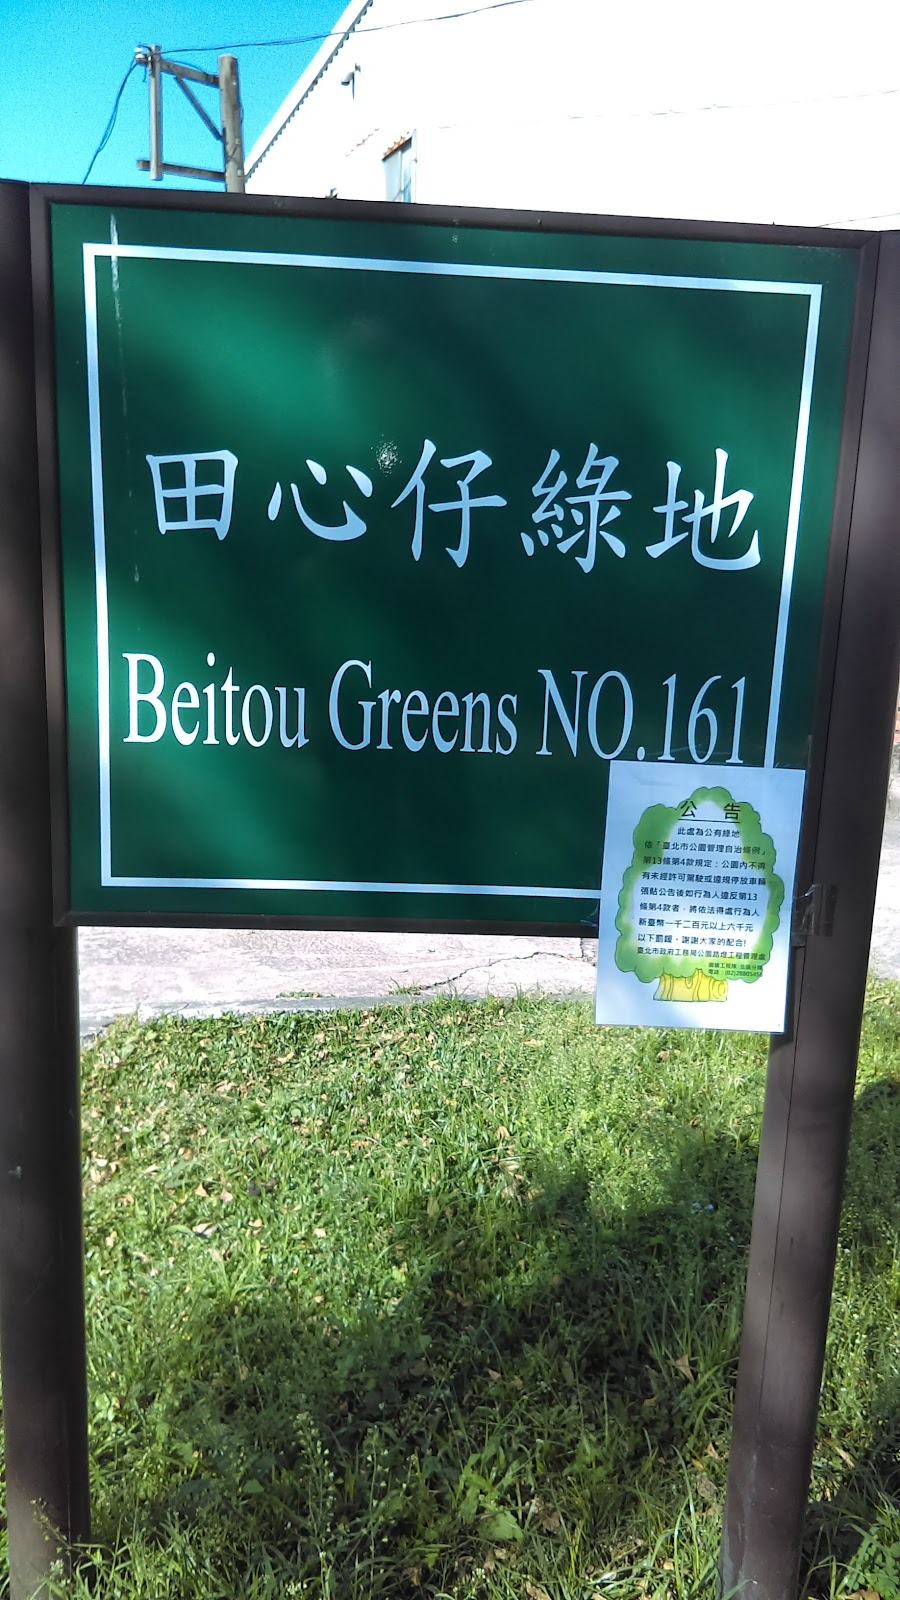 田心仔綠地
Beitou Greens NO.161
公 告
此處為公有綠地
依「臺北市公園管理自治條例」
第13條第4款規定：公園內不得
有未經許可駕駛或違規停放車輛
張貼公告後如行為人違反第13
條第4款者，將依法得處行為人
新臺幣一千二百元以上六千元
以下罰鍰，謝謝大家的配合!
臺北市政府工務局公園路燈工程管理處